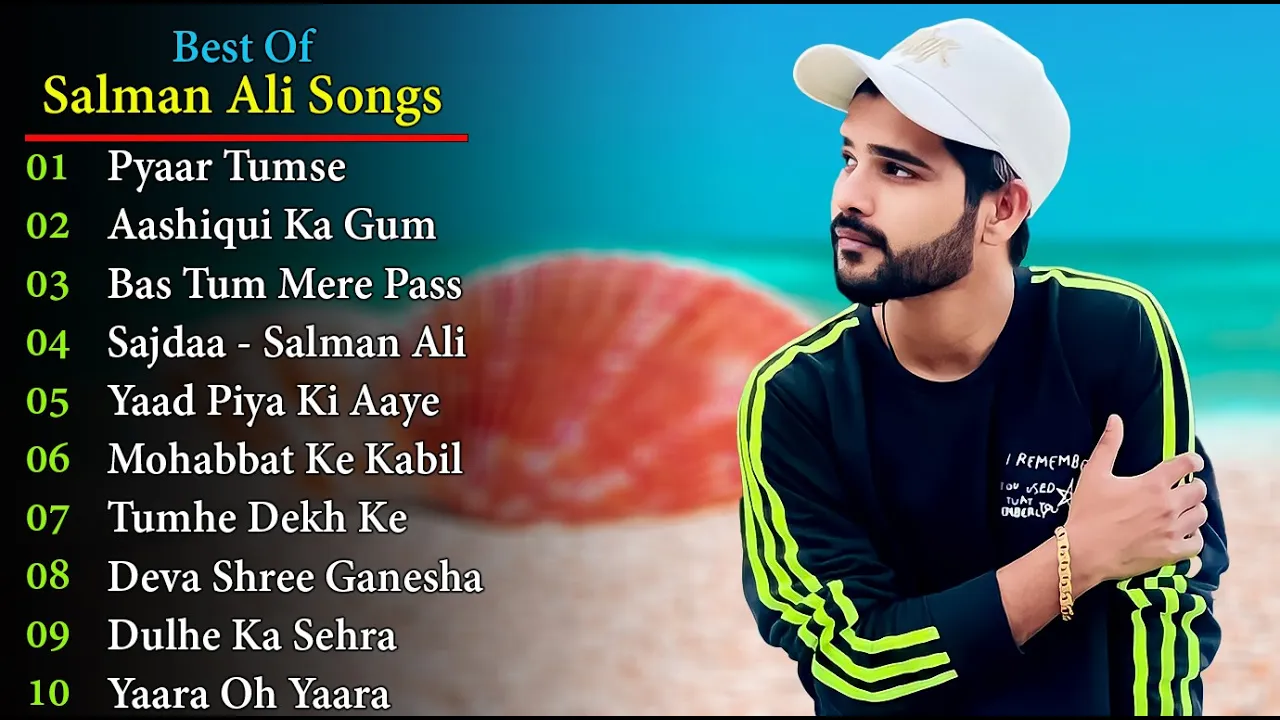 Best Of
Salman Ali Songs
01 Pyaar Tumse
02 Aashiqui Ka Gum
03 Bas Tum Mere Pass
04 Sajdaa - Salman Ali
05 Yaad Piya Ki Aaye
06 Mohabbat Ke Kabil
07 Tumhe Dekh Ke
08 Deva Shree Ganesha
09 Dulhe Ka Sehra
10 Yaara Oh Yaara
I REMEMB
YOU USED